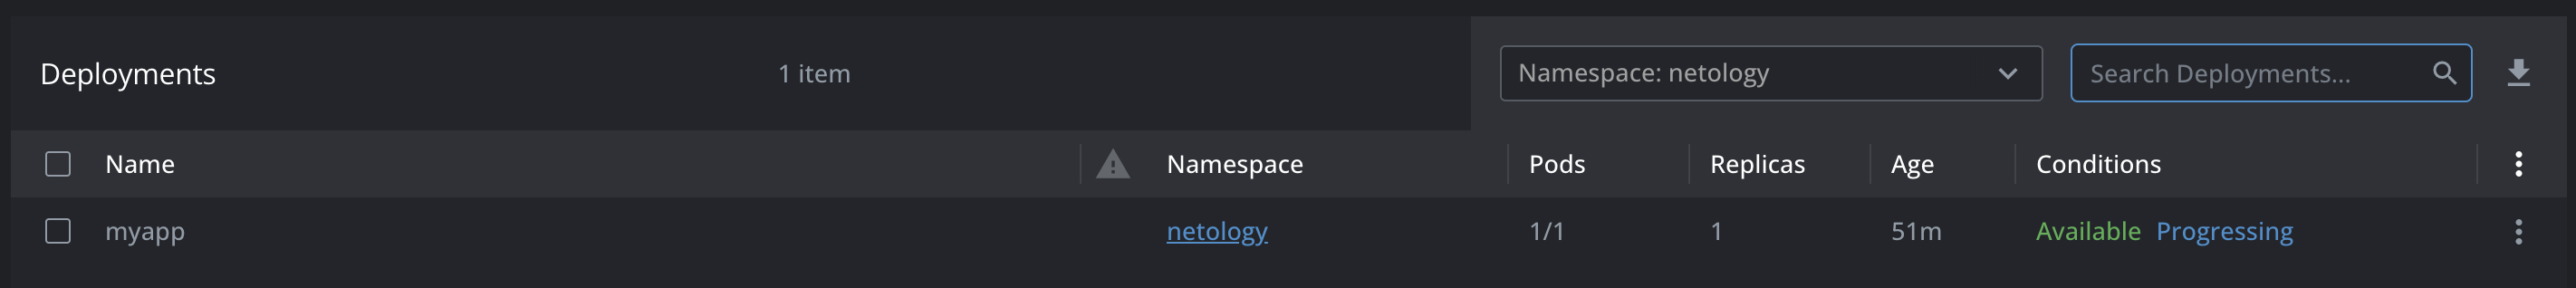 Deployments 1 item Namespace: netology Search Deployments...
Name Namespace Pods Replicas Age Conditions
myapp netology 1/1 1 51m Available Progressing